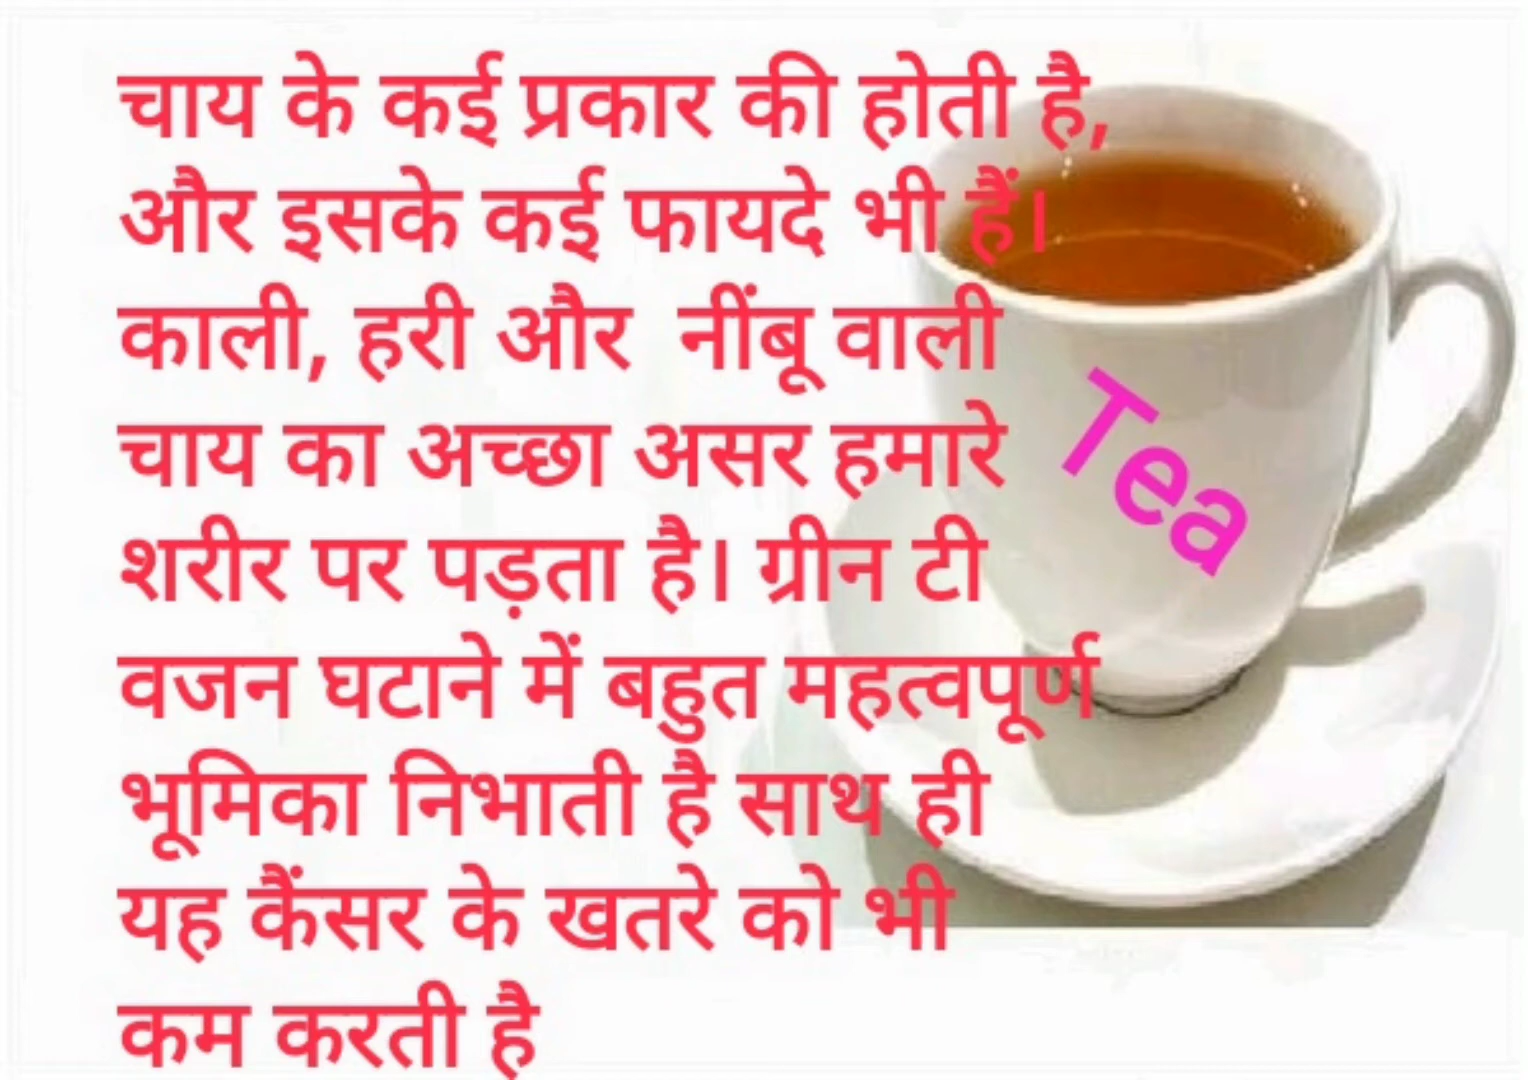 चाय के कई प्रकार की होती है,
और इसके कई फायदे भी हैं।
काली, हरी और नींबू वाली
चाय का अच्छा असर हमारे
शरीर पर पड़ता है। ग्रीन टी
वजन घटाने में बहुत महत्वपूर्ण
भूमिका निभाती है साथ ही
यह कैंसर के खतरे को भी
कम करती है
Tea